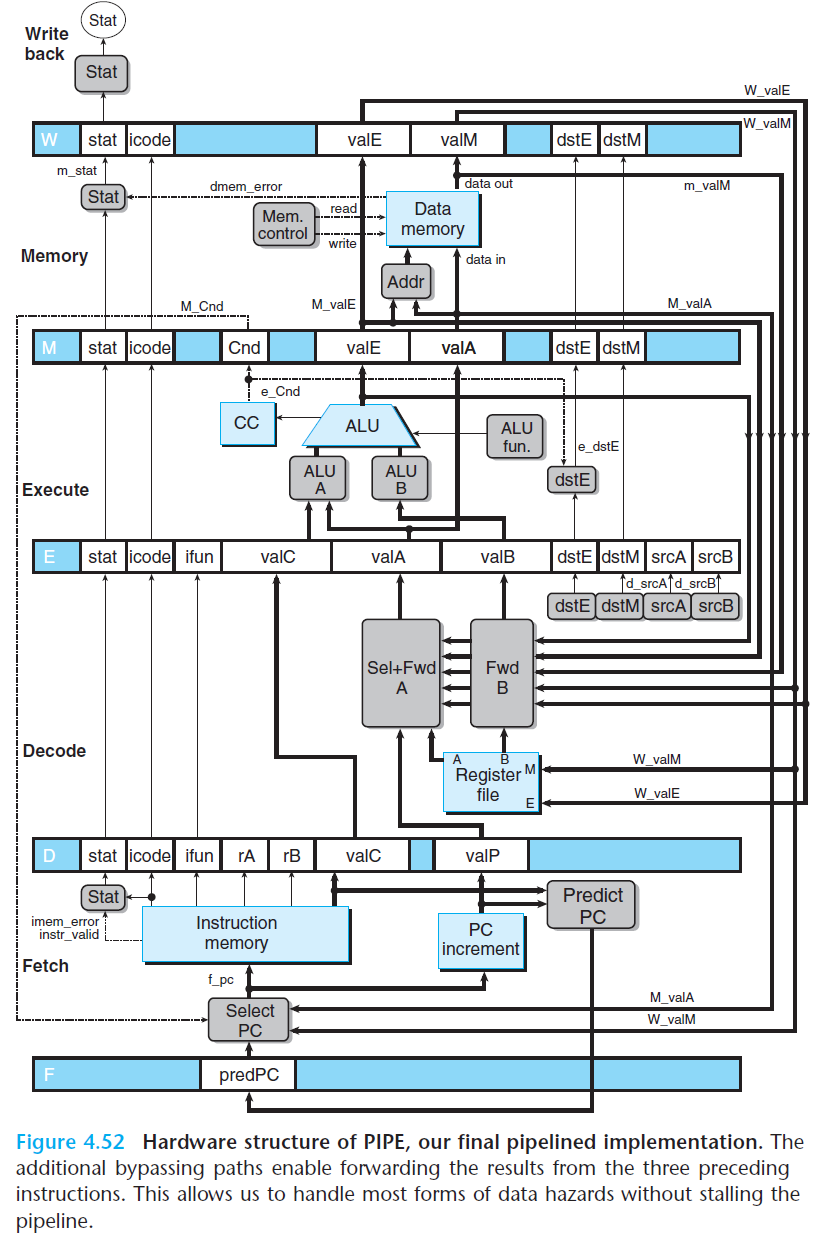 Stat
Write
back
Stat
W_valE
W_valM
W stat icode valE valM dstE dstM
m_stat
data out
m_valM
dmem_error
Stat
read
Mem.
control
write
Data
memory
Memory
data in
Addr
M_Cnd
M_valE
M_valA
M stat icode Cnd valE valA dstE dstM
e_Cnd
CC
ALU
ALU
fun.
e_dstE
ALU
A
ALU
B
dstE
Execute
E stat icode ifun valC valA valB dstE dstM srcA srcB
d_srcA d_srcB
dstE dstM srcA srcB
Sel+Fwd
A
Fwd
B
Decode
A B
Register
file
M
E
W_valM
W_valE
D stat icode ifun rA rB valC valP
Stat
imem_error
instr_valid
Instruction
memory
PC
increment
Predict
PC
Fetch
f_pc
Select
PC
M_valA
W_valM
F predPC
Figure 4.52 Hardware structure of PIPE, our final pipelined implementation. The
additional bypassing paths enable forwarding the results from the three preceding
instructions. This allows us to handle most forms of data hazards without stalling the
pipeline.